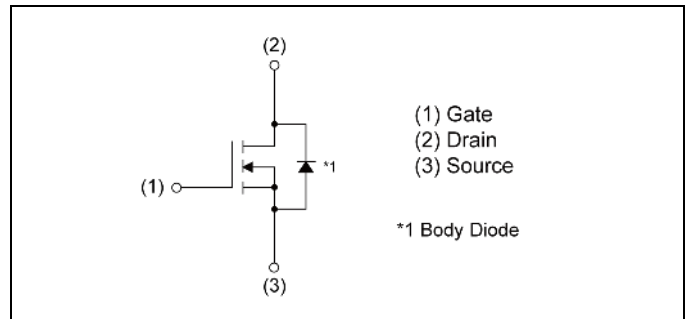 (2)
(1) Gate
(2) Drain
(3) Source
*1
(1)
*1 Body Diode
(3)